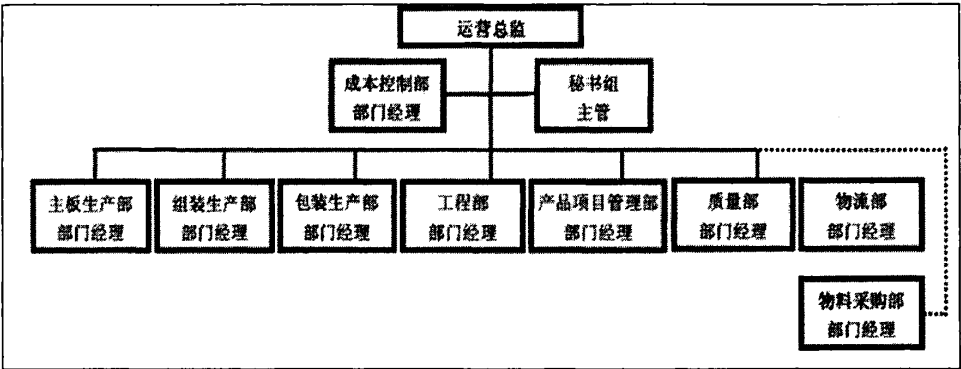 运营总监
成本控制部
部门经理
秘书组
主管
主板生产部
部门经理
组装生产部
部门经理
包装生产部
部门经理
工程部
部门经理
产品项目管理部
部门经理
质量部
部门经理
物流部
部门经理
物料采购部
部门经理